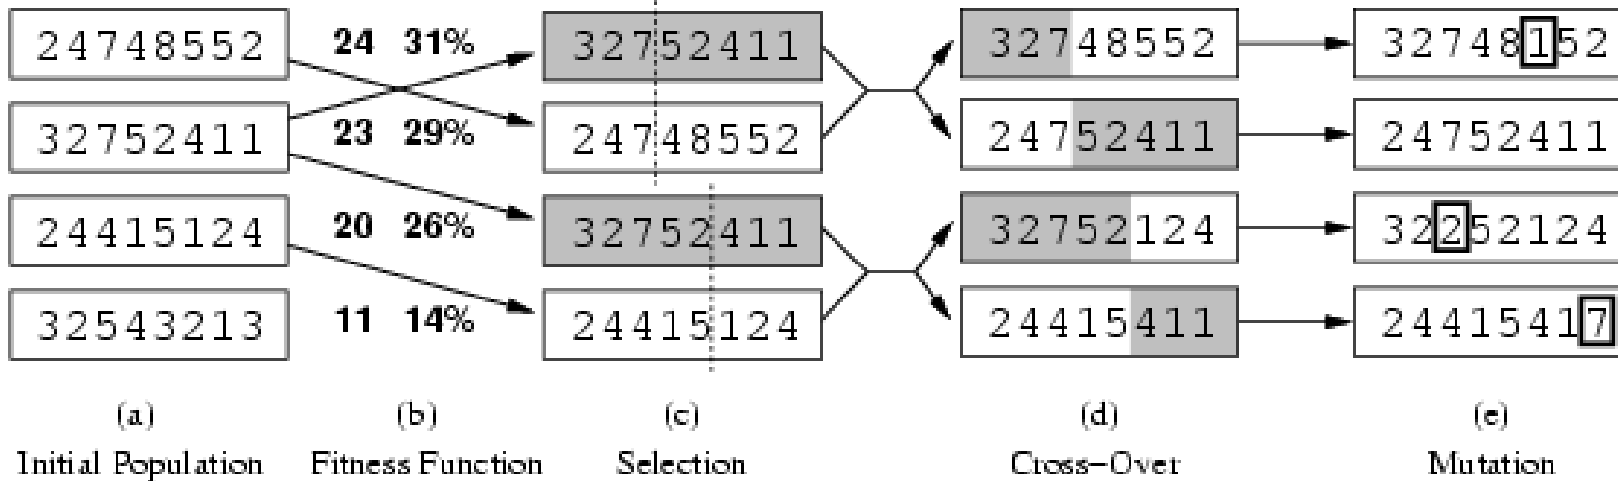 24748552 24 31% 32752411 32748552 32748152
32752411 23 29% 24748552 24752411 24752411
24415124 20 26% 32752411 32752124 32252124
32543213 11 14% 24415124 24415411 24415417
(a) (b) (c) (d) (e)
Initial Population Fitness Function Selection Cross-Over Mutation